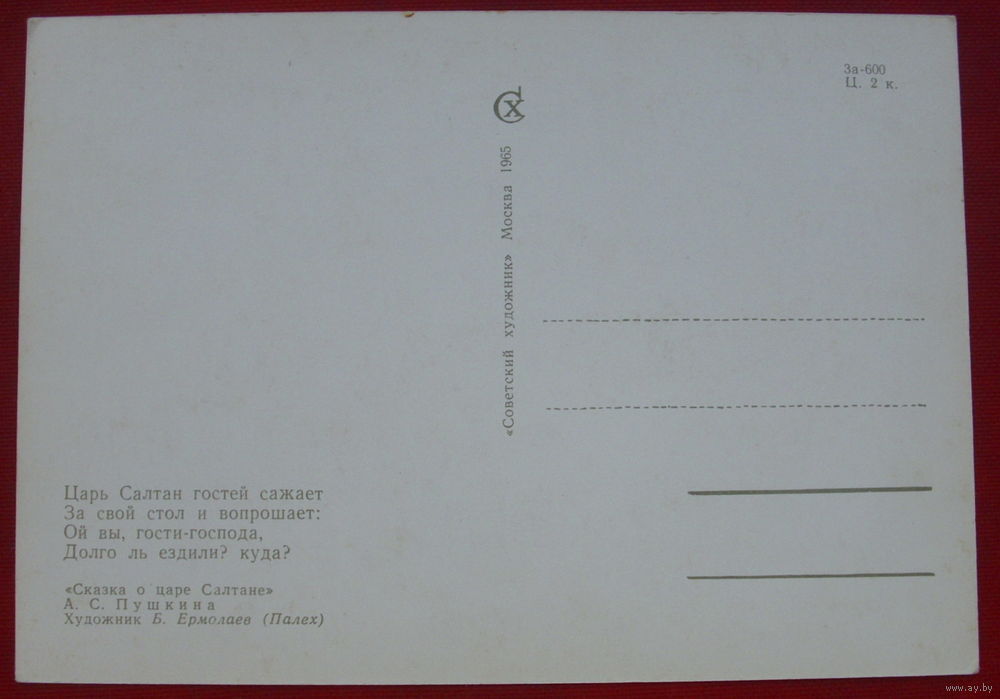 За-600
Ц. 2 к.
СХ
«Советский художник» Москва 1965
Царь Салтан гостей сажает
За свой стол и вопрошает:
Ой вы, гости-господа,
Долго ль ездили? куда?
«Сказка о царе Салтане»
А. С. Пушкина
Художник Б. Ермолаев (Палех)
www.ay.by